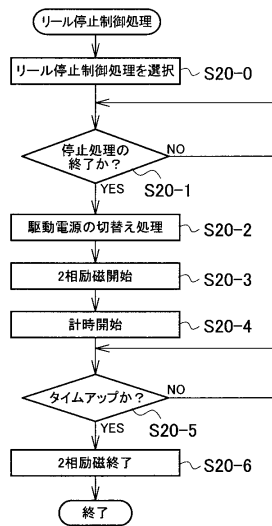 リール停止制御処理
リール停止制御処理を選択
S20-0
停止処理の
終了か?
NO
YES
S20-1
駆動電源の切替え処理
S20-2
2相励磁開始
S20-3
計時開始
S20-4
タイムアップか?
NO
YES
S20-5
2相励磁終了
S20-6
終了